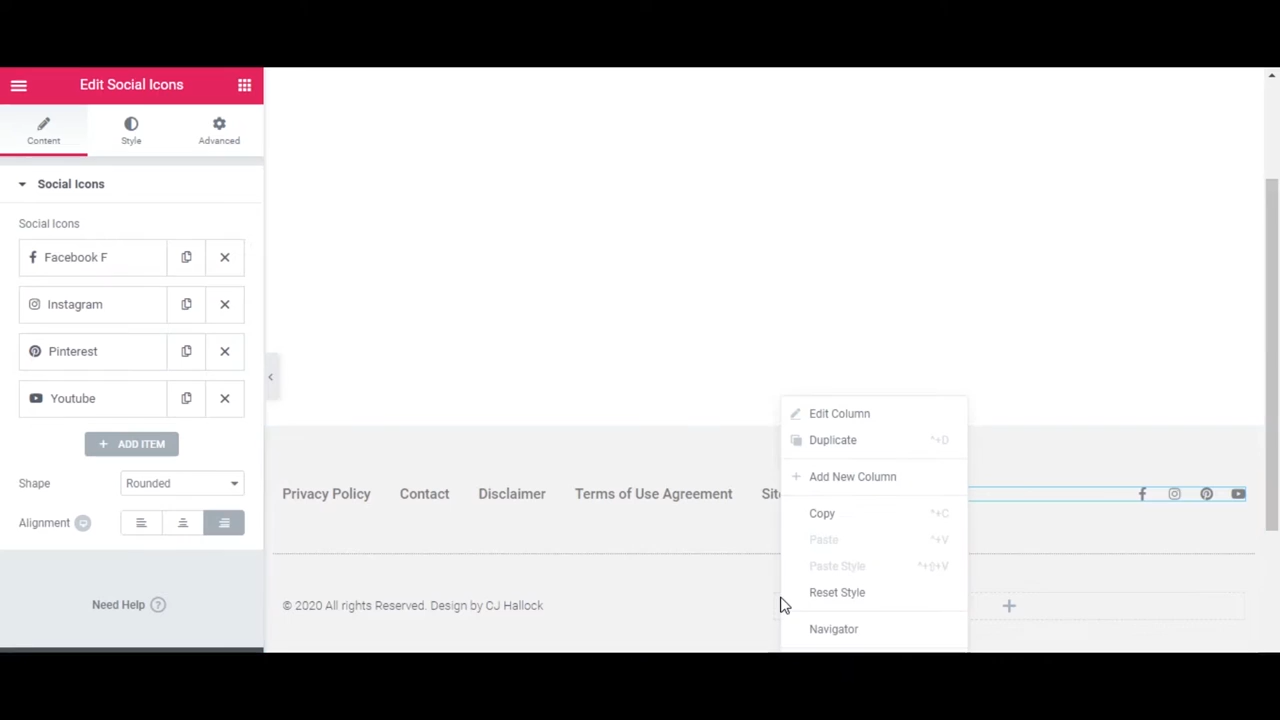 Edit Social Icons
Content
Style
Advanced
Social Icons
Social Icons
Facebook F
Instagram
Pinterest
Youtube
+ ADD ITEM
Shape
Rounded
Alignment
Need Help ?
Edit Column
Duplicate ^+D
+ Add New Column
Copy ^+C
Paste ^+V
Paste Style ^+⇧+V
Reset Style
Navigator
Privacy Policy Contact Disclaimer Terms of Use Agreement
© 2020 All rights Reserved. Design by CJ Hallock